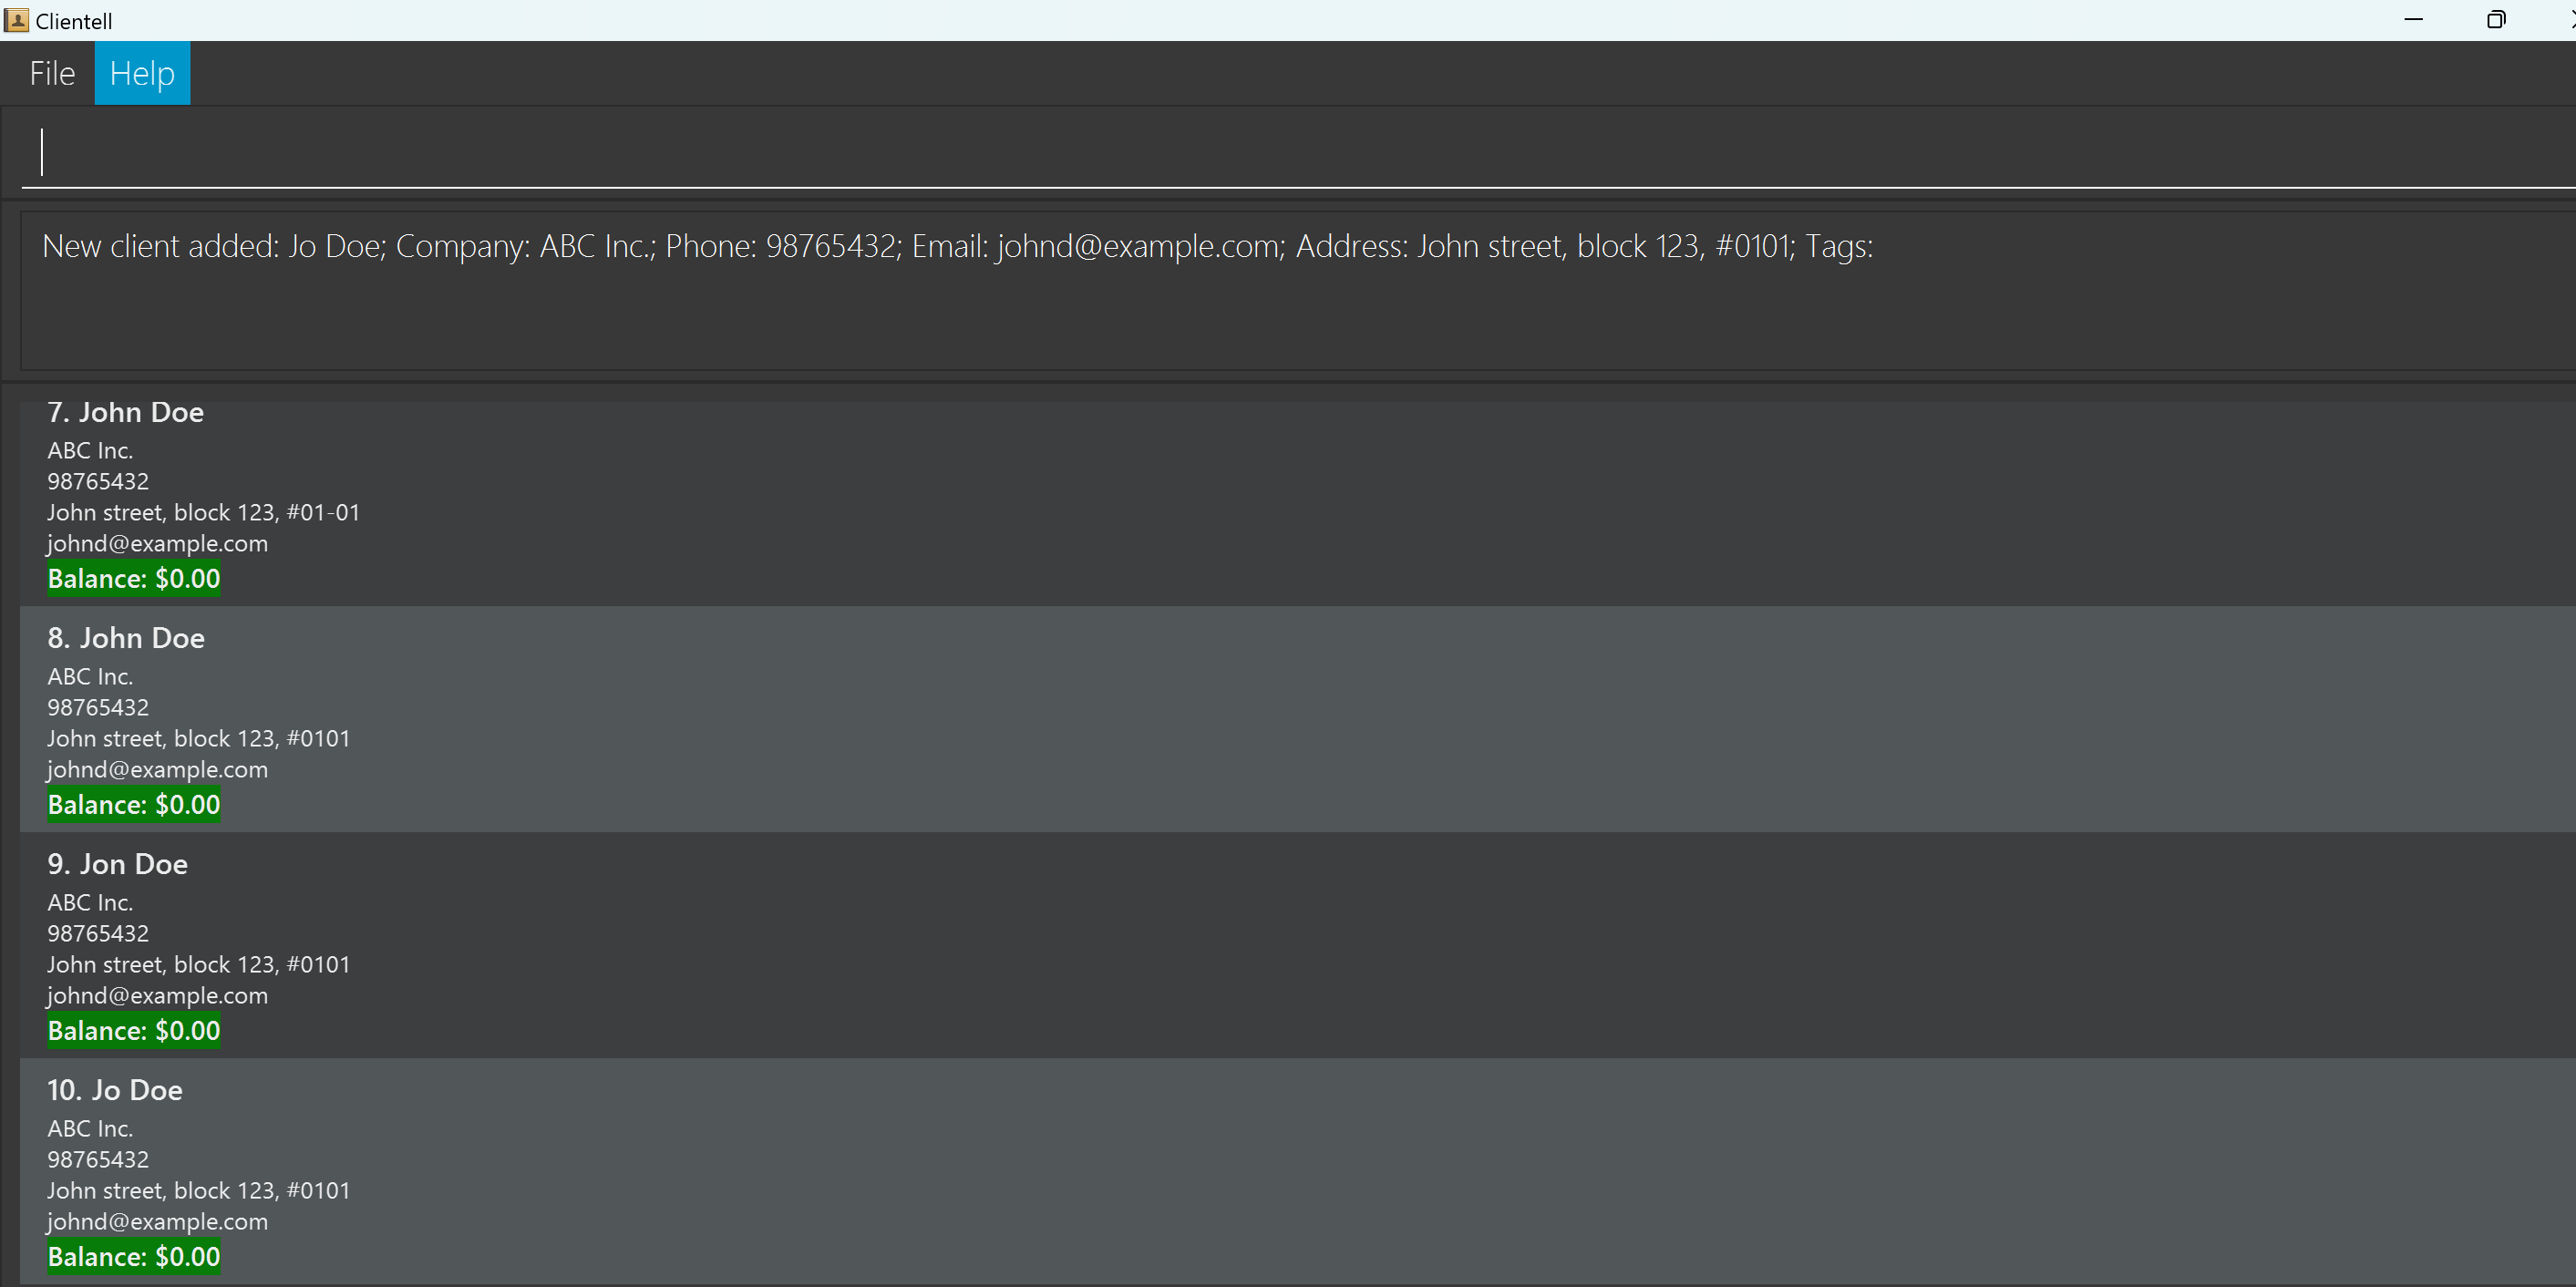 Clientell
File Help
New client added: Jo Doe; Company: ABC Inc.; Phone: 98765432; Email: johnd@example.com; Address: John street, block 123, #0101; Tags:
7. John Doe
ABC Inc.
98765432
John street, block 123, #01-01
johnd@example.com
Balance: $0.00
8. John Doe
ABC Inc.
98765432
John street, block 123, #0101
johnd@example.com
Balance: $0.00
9. Jon Doe
ABC Inc.
98765432
John street, block 123, #0101
johnd@example.com
Balance: $0.00
10. Jo Doe
ABC Inc.
98765432
John street, block 123, #0101
johnd@example.com
Balance: $0.00